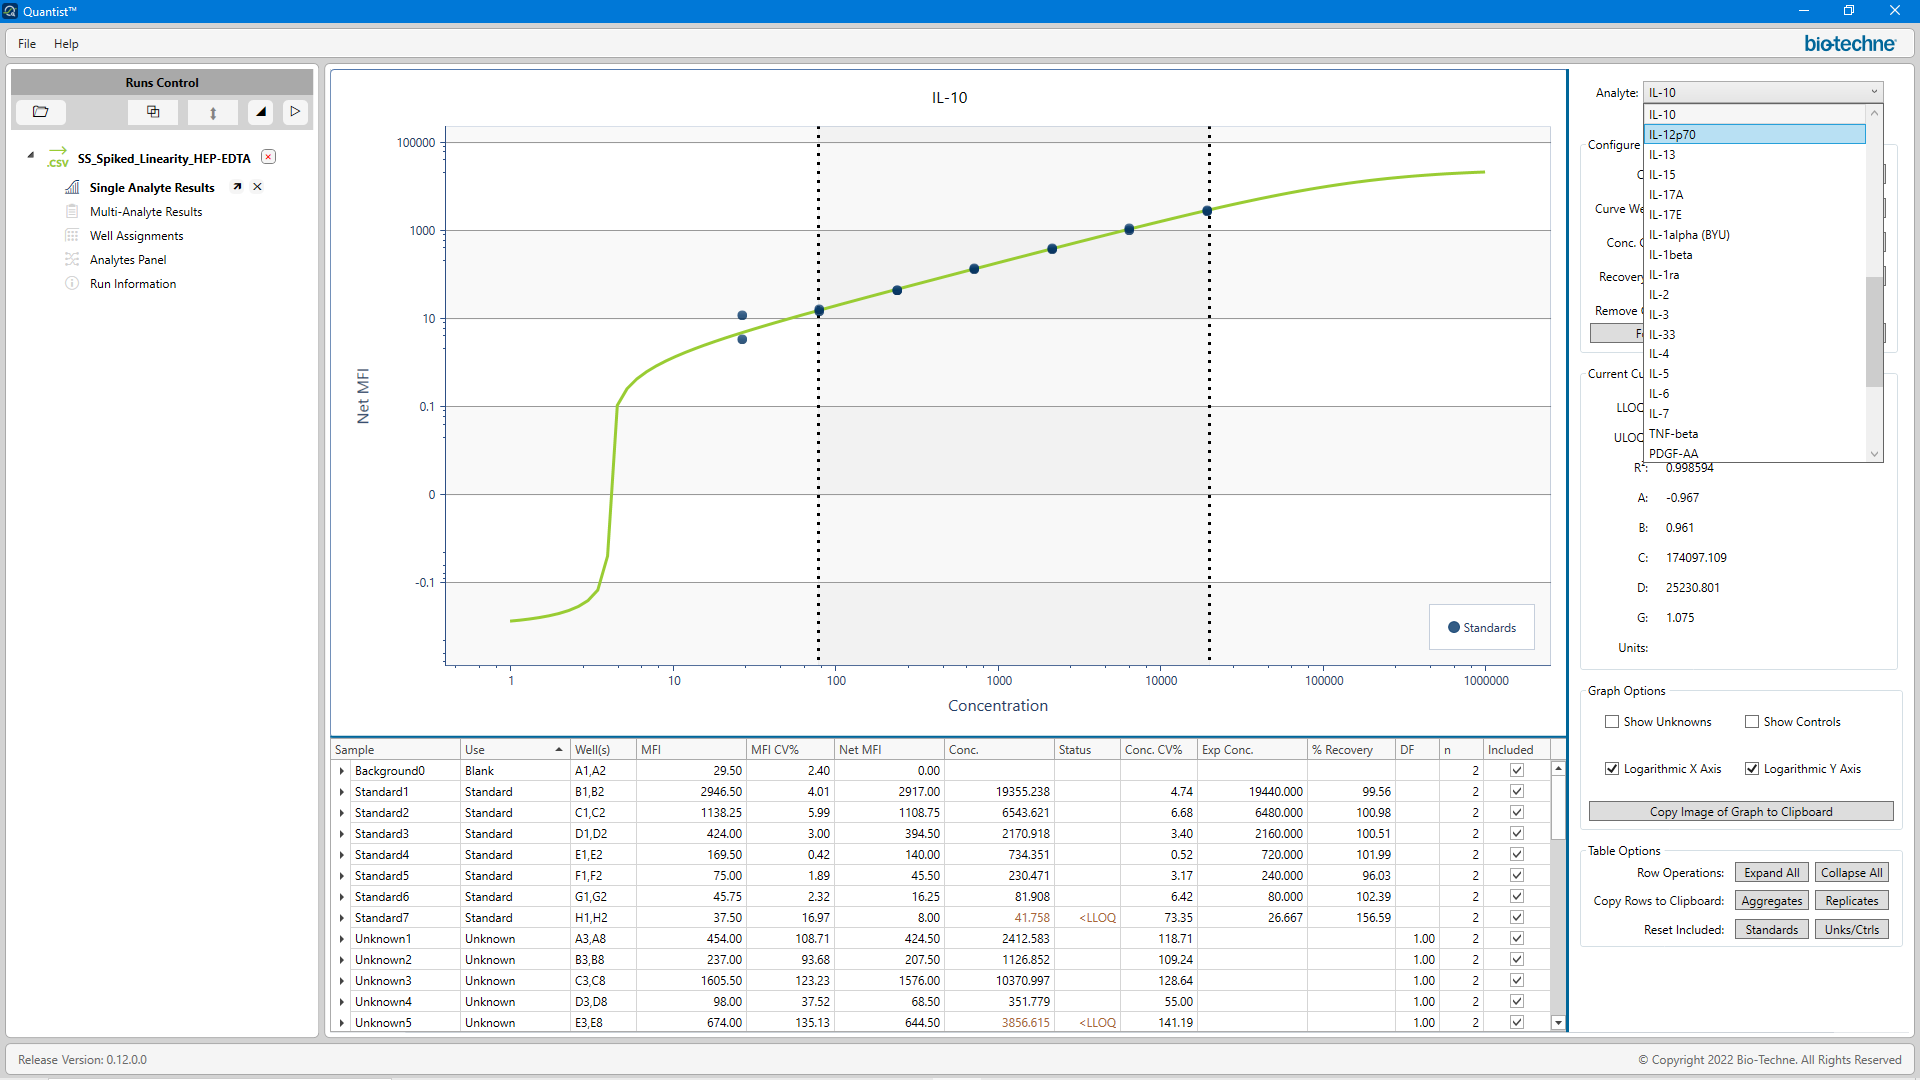 Quantist™
File Help
bio-techne®
Runs Control
.CSV SS_Spiked_Linearity_HEP-EDTA
Single Analyte Results
Multi-Analyte Results
Well Assignments
Analytes Panel
Run Information
IL-10
100000
1000
10
0.1
0
-0.1
Net MFI
1 10 100 1000 10000 100000 1000000
Concentration
Standards
Analyte: IL-10
IL-10
IL-12p70
IL-13
IL-15
IL-17A
IL-17E
IL-1alpha (BYU)
IL-1beta
IL-1ra
IL-2
IL-3
IL-33
IL-4
IL-5
IL-6
IL-7
TNF-beta
PDGF-AA
Configure
Curve We
Conc. 
Recovery
Remove
Current Cu
LLOQ
ULOQ
R²: 0.998594
A: -0.967
B: 0.961
C: 174097.109
D: 25230.801
G: 1.075
Units:
Graph Options
Show Unknowns Show Controls
Logarithmic X Axis Logarithmic Y Axis
Copy Image of Graph to Clipboard
Table Options
Row Operations: Expand All Collapse All
Copy Rows to Clipboard: Aggregates Replicates
Reset Included: Standards Unks/Ctrls
Sample Use Well(s) MFI MFI CV% Net MFI Conc. Status Conc. CV% Exp Conc. % Recovery DF n Included
Background0 Blank A1,A2 29.50 2.40 0.00 2
Standard1 Standard B1,B2 2946.50 4.01 2917.00 19355.238 4.74 19440.000 99.56 2
Standard2 Standard C1,C2 1138.25 5.99 1108.75 6543.621 6.68 6480.000 100.98 2
Standard3 Standard D1,D2 424.00 3.00 394.50 2170.918 3.40 2160.000 100.51 2
Standard4 Standard E1,E2 169.50 0.42 140.00 734.351 0.52 720.000 101.99 2
Standard5 Standard F1,F2 75.00 1.89 45.50 230.471 3.17 240.000 96.03 2
Standard6 Standard G1,G2 45.75 2.32 16.25 81.908 6.42 80.000 102.39 2
Standard7 Standard H1,H2 37.50 16.97 8.00 41.758 <LLOQ 73.35 26.667 156.59 2
Unknown1 Unknown A3,A8 454.00 108.71 424.50 2412.583 118.71 1.00 2
Unknown2 Unknown B3,B8 237.00 93.68 207.50 1126.852 109.24 1.00 2
Unknown3 Unknown C3,C8 1605.50 123.23 1576.00 10370.997 128.64 1.00 2
Unknown4 Unknown D3,D8 98.00 37.52 68.50 351.779 55.00 1.00 2
Unknown5 Unknown E3,E8 674.00 135.13 644.50 3856.615 <LLOQ 141.19 1.00 2
Release Version: 0.12.0.0
© Copyright 2022 Bio-Techne. All Rights Reserved